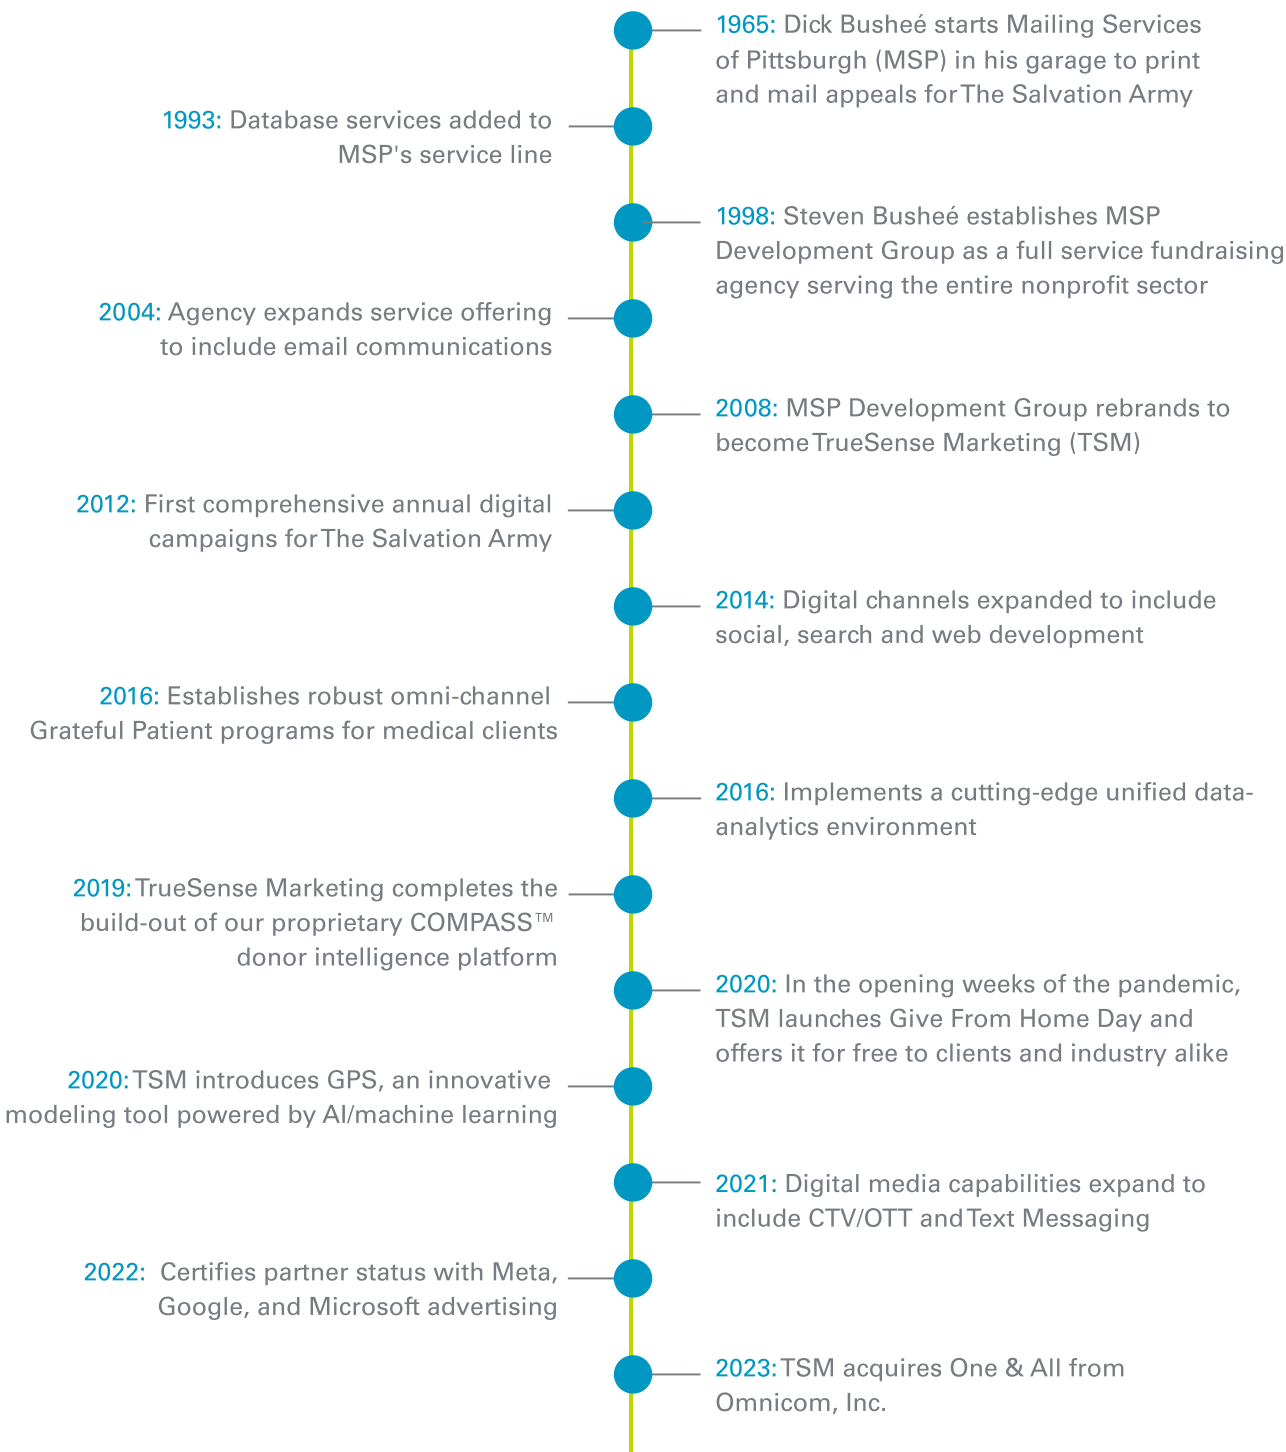 1965: Dick Busheé starts Mailing Services
of Pittsburgh (MSP) in his garage to print
and mail appeals for The Salvation Army
1993: Database services added to
MSP's service line
1998: Steven Busheé establishes MSP
Development Group as a full service fundraising
agency serving the entire nonprofit sector
2004: Agency expands service offering
to include email communications
2008: MSP Development Group rebrands to
become TrueSense Marketing (TSM)
2012: First comprehensive annual digital
campaigns for The Salvation Army
2014: Digital channels expanded to include
social, search and web development
2016: Establishes robust omni-channel
Grateful Patient programs for medical clients
2016: Implements a cutting-edge unified data-
analytics environment
2019: TrueSense Marketing completes the
build-out of our proprietary COMPASS™
donor intelligence platform
2020: In the opening weeks of the pandemic,
TSM launches Give From Home Day and
offers it for free to clients and industry alike
2020: TSM introduces GPS, an innovative
modeling tool powered by AI/machine learning
2021: Digital media capabilities expand to
include CTV/OTT and Text Messaging
2022: Certifies partner status with Meta,
Google, and Microsoft advertising
2023: TSM acquires One & All from
Omnicom, Inc.